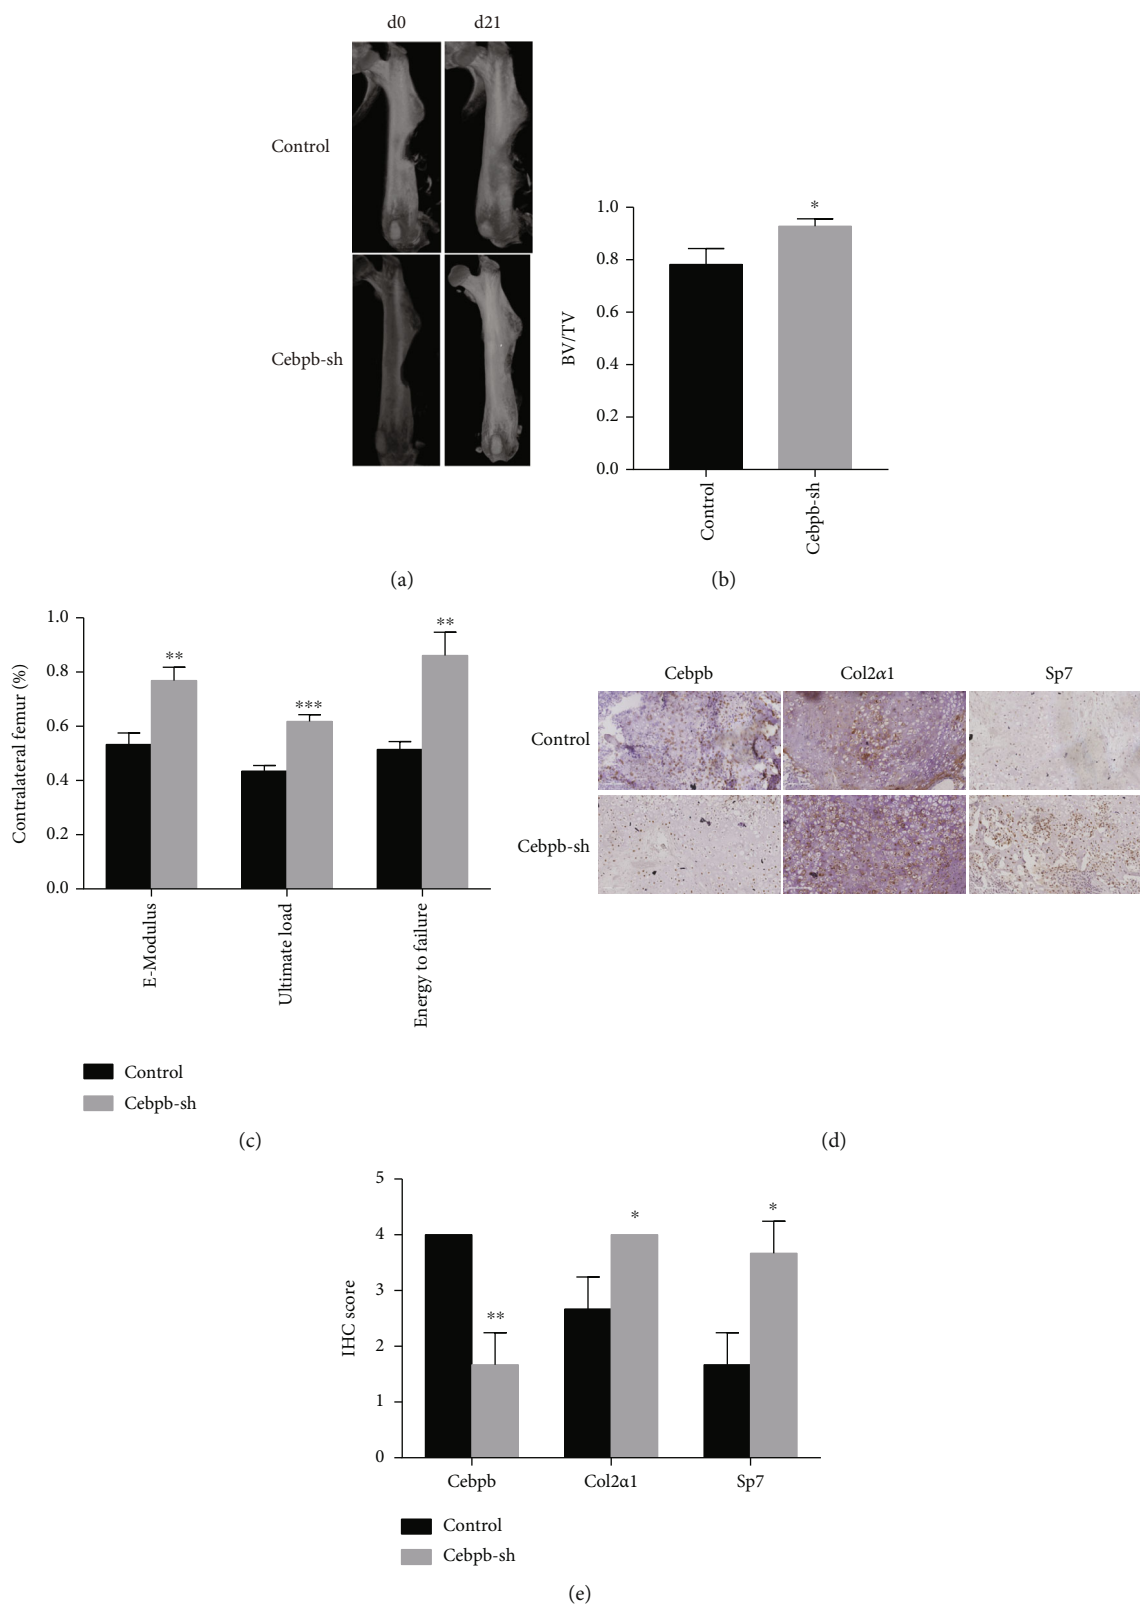 d0 d21
Control
Cebpb-sh
(a)
*
1.0
0.8
0.6
0.4
0.2
0.0
BV/TV
Control
Cebpb-sh
(b)
1.0
0.8
0.6
0.4
0.2
0.0
Contralateral femur (%)
**
***
**
E-Modulus
Ultimate load
Energy to failure
Control
Cebpb-sh
(c)
Cebpb Col2α1 Sp7
Control
Cebpb-sh
(d)
5
4
3
2
1
0
IHC score
**
*
*
Cebpb Col2α1 Sp7
Control
Cebpb-sh
(e)